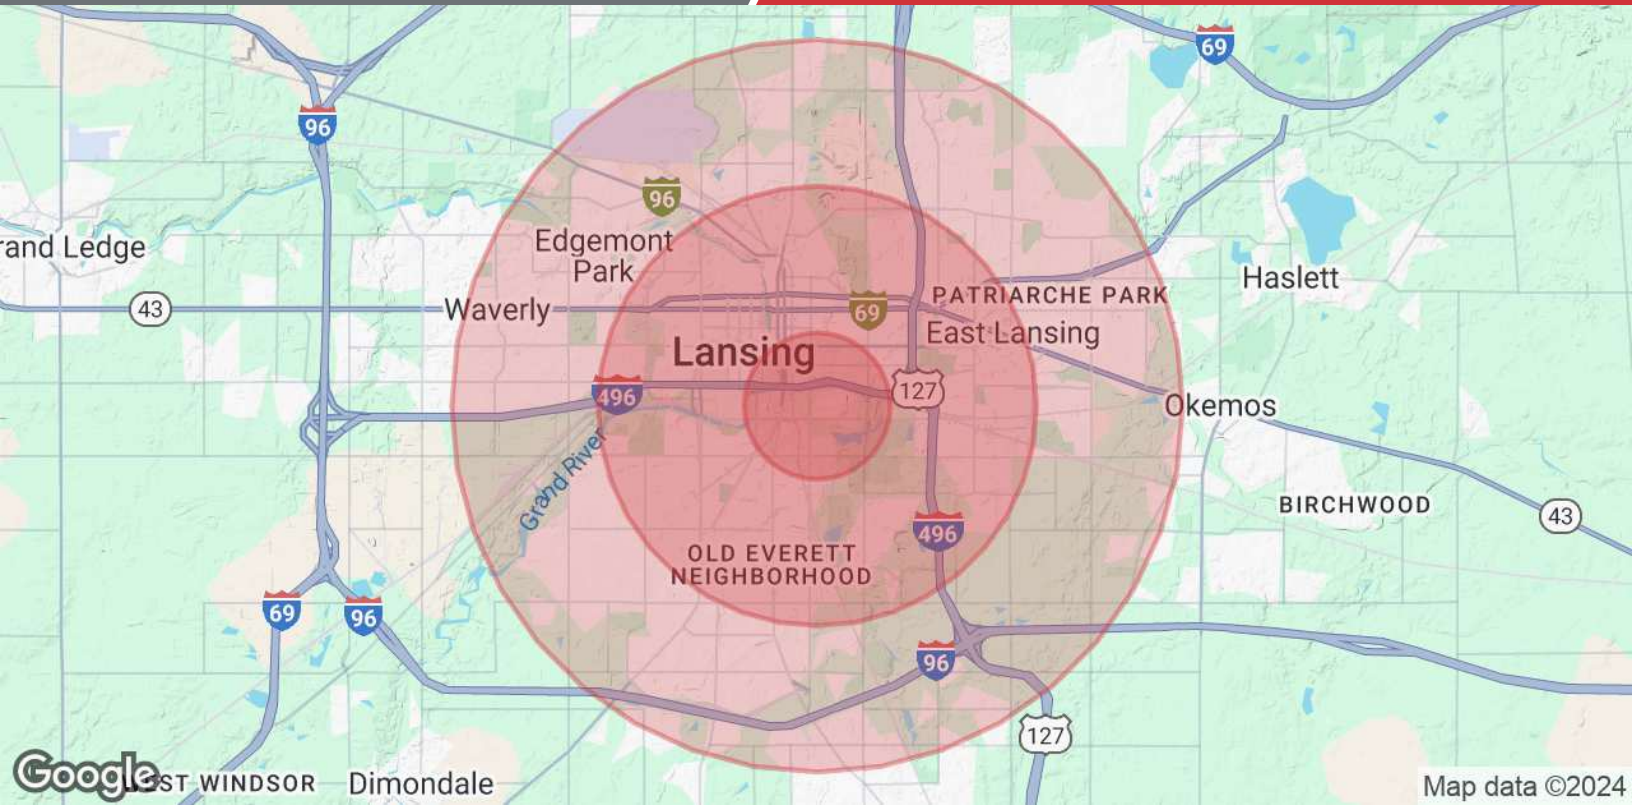 69
96
96
rand Ledge
Edgemont
Park
Haslett
43
Waverly
69
PATRIARCHE PARK
East Lansing
Lansing
496
127
Okemos
Grand River
BIRCHWOOD
43
496
OLD EVERETT
NEIGHBORHOOD
69
96
96
127
Google
WEST WINDSOR
Dimondale
Map data ©2024